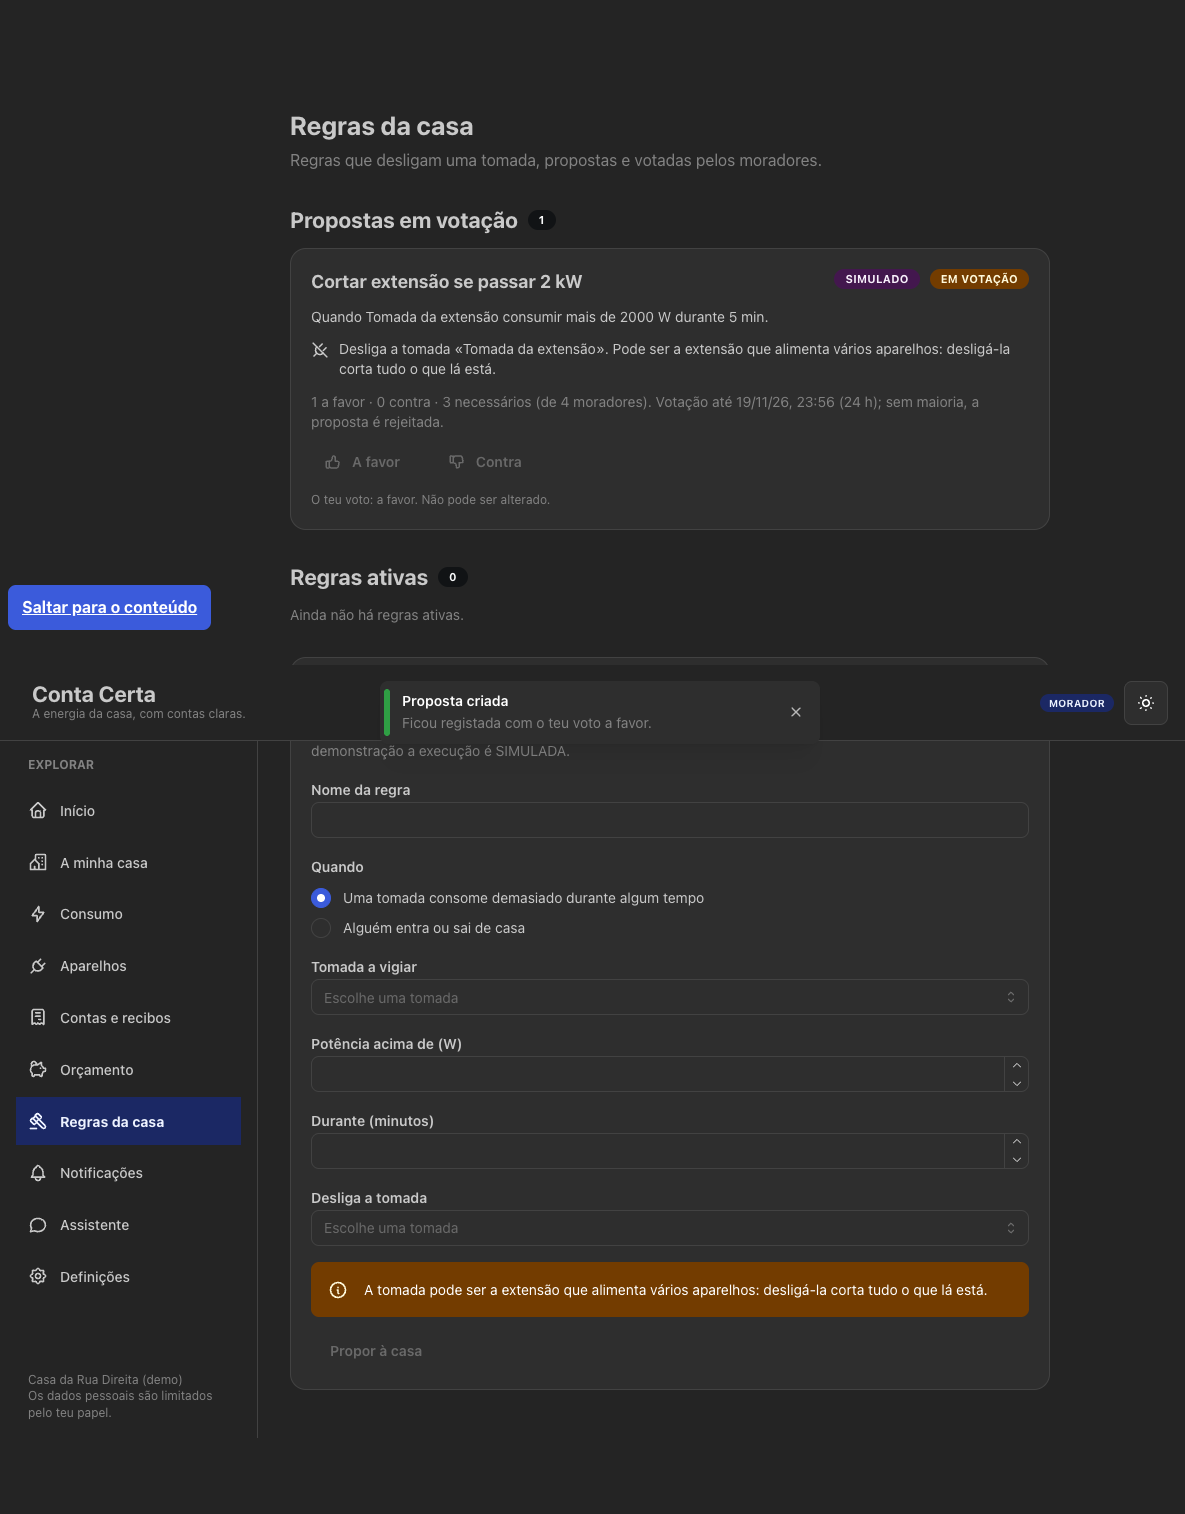 Regras da casa
Regras que desligam uma tomada, propostas e votadas pelos moradores.
Propostas em votação 1
Cortar extensão se passar 2 kW
SIMULADO
EM VOTAÇÃO
Quando Tomada da extensão consumir mais de 2000 W durante 5 min.
Desliga a tomada «Tomada da extensão». Pode ser a extensão que alimenta vários aparelhos: desligá-la
corta tudo o que lá está.
1 a favor · 0 contra · 3 necessários (de 4 moradores). Votação até 19/11/26, 23:56 (24 h); sem maioria, a
proposta é rejeitada.
A favor
Contra
O teu voto: a favor. Não pode ser alterado.
Regras ativas 0
Ainda não há regras ativas.
Saltar para o conteúdo
Conta Certa
A energia da casa, com contas claras.
Proposta criada
Ficou registada com o teu voto a favor.
MORADOR
EXPLORAR
Início
A minha casa
Consumo
Aparelhos
Contas e recibos
Orçamento
Regras da casa
Notificações
Assistente
Definições
Casa da Rua Direita (demo)
Os dados pessoais são limitados
pelo teu papel.
demonstração a execução é SIMULADA.
Nome da regra
Quando
Uma tomada consome demasiado durante algum tempo
Alguém entra ou sai de casa
Tomada a vigiar
Escolhe uma tomada
Potência acima de (W)
Durante (minutos)
Desliga a tomada
Escolhe uma tomada
A tomada pode ser a extensão que alimenta vários aparelhos: desligá-la corta tudo o que lá está.
Propor à casa